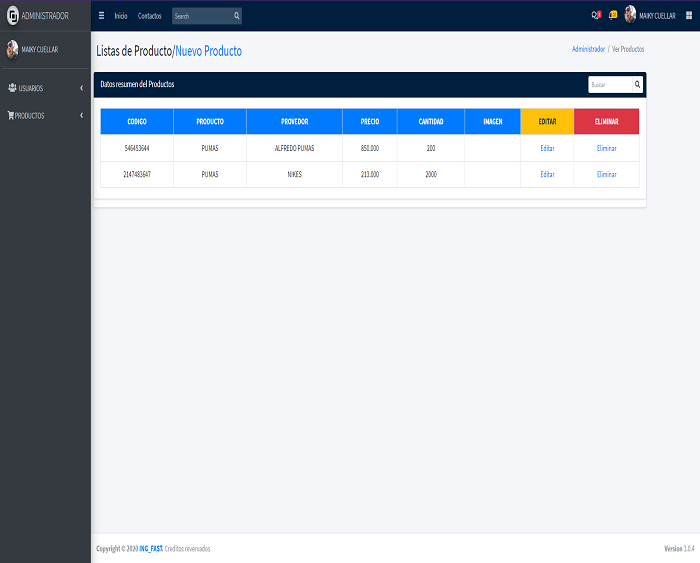 ADMINISTRADOR
Inicio Contactos Search MAIKY CUELLAR
MAIKY CUELLAR
USUARIOS
PRODUCTOS
Listas de Producto/Nuevo Producto
Administrador / Ver Productos
Datos resumen del Productos Buscar
CODIGO PRODUCTO PROVEDOR PRECIO CANTIDAD IMAGEN EDITAR ELIMINAR
546453644 PUMAS ALFREDO PUMAS 850.000 200 Editar Eliminar
2147483647 PUMAS NIKES 213.000 2000 Editar Eliminar
Copyright © 2020 ING_FAST. Creditos reververdos Version 3.0.4